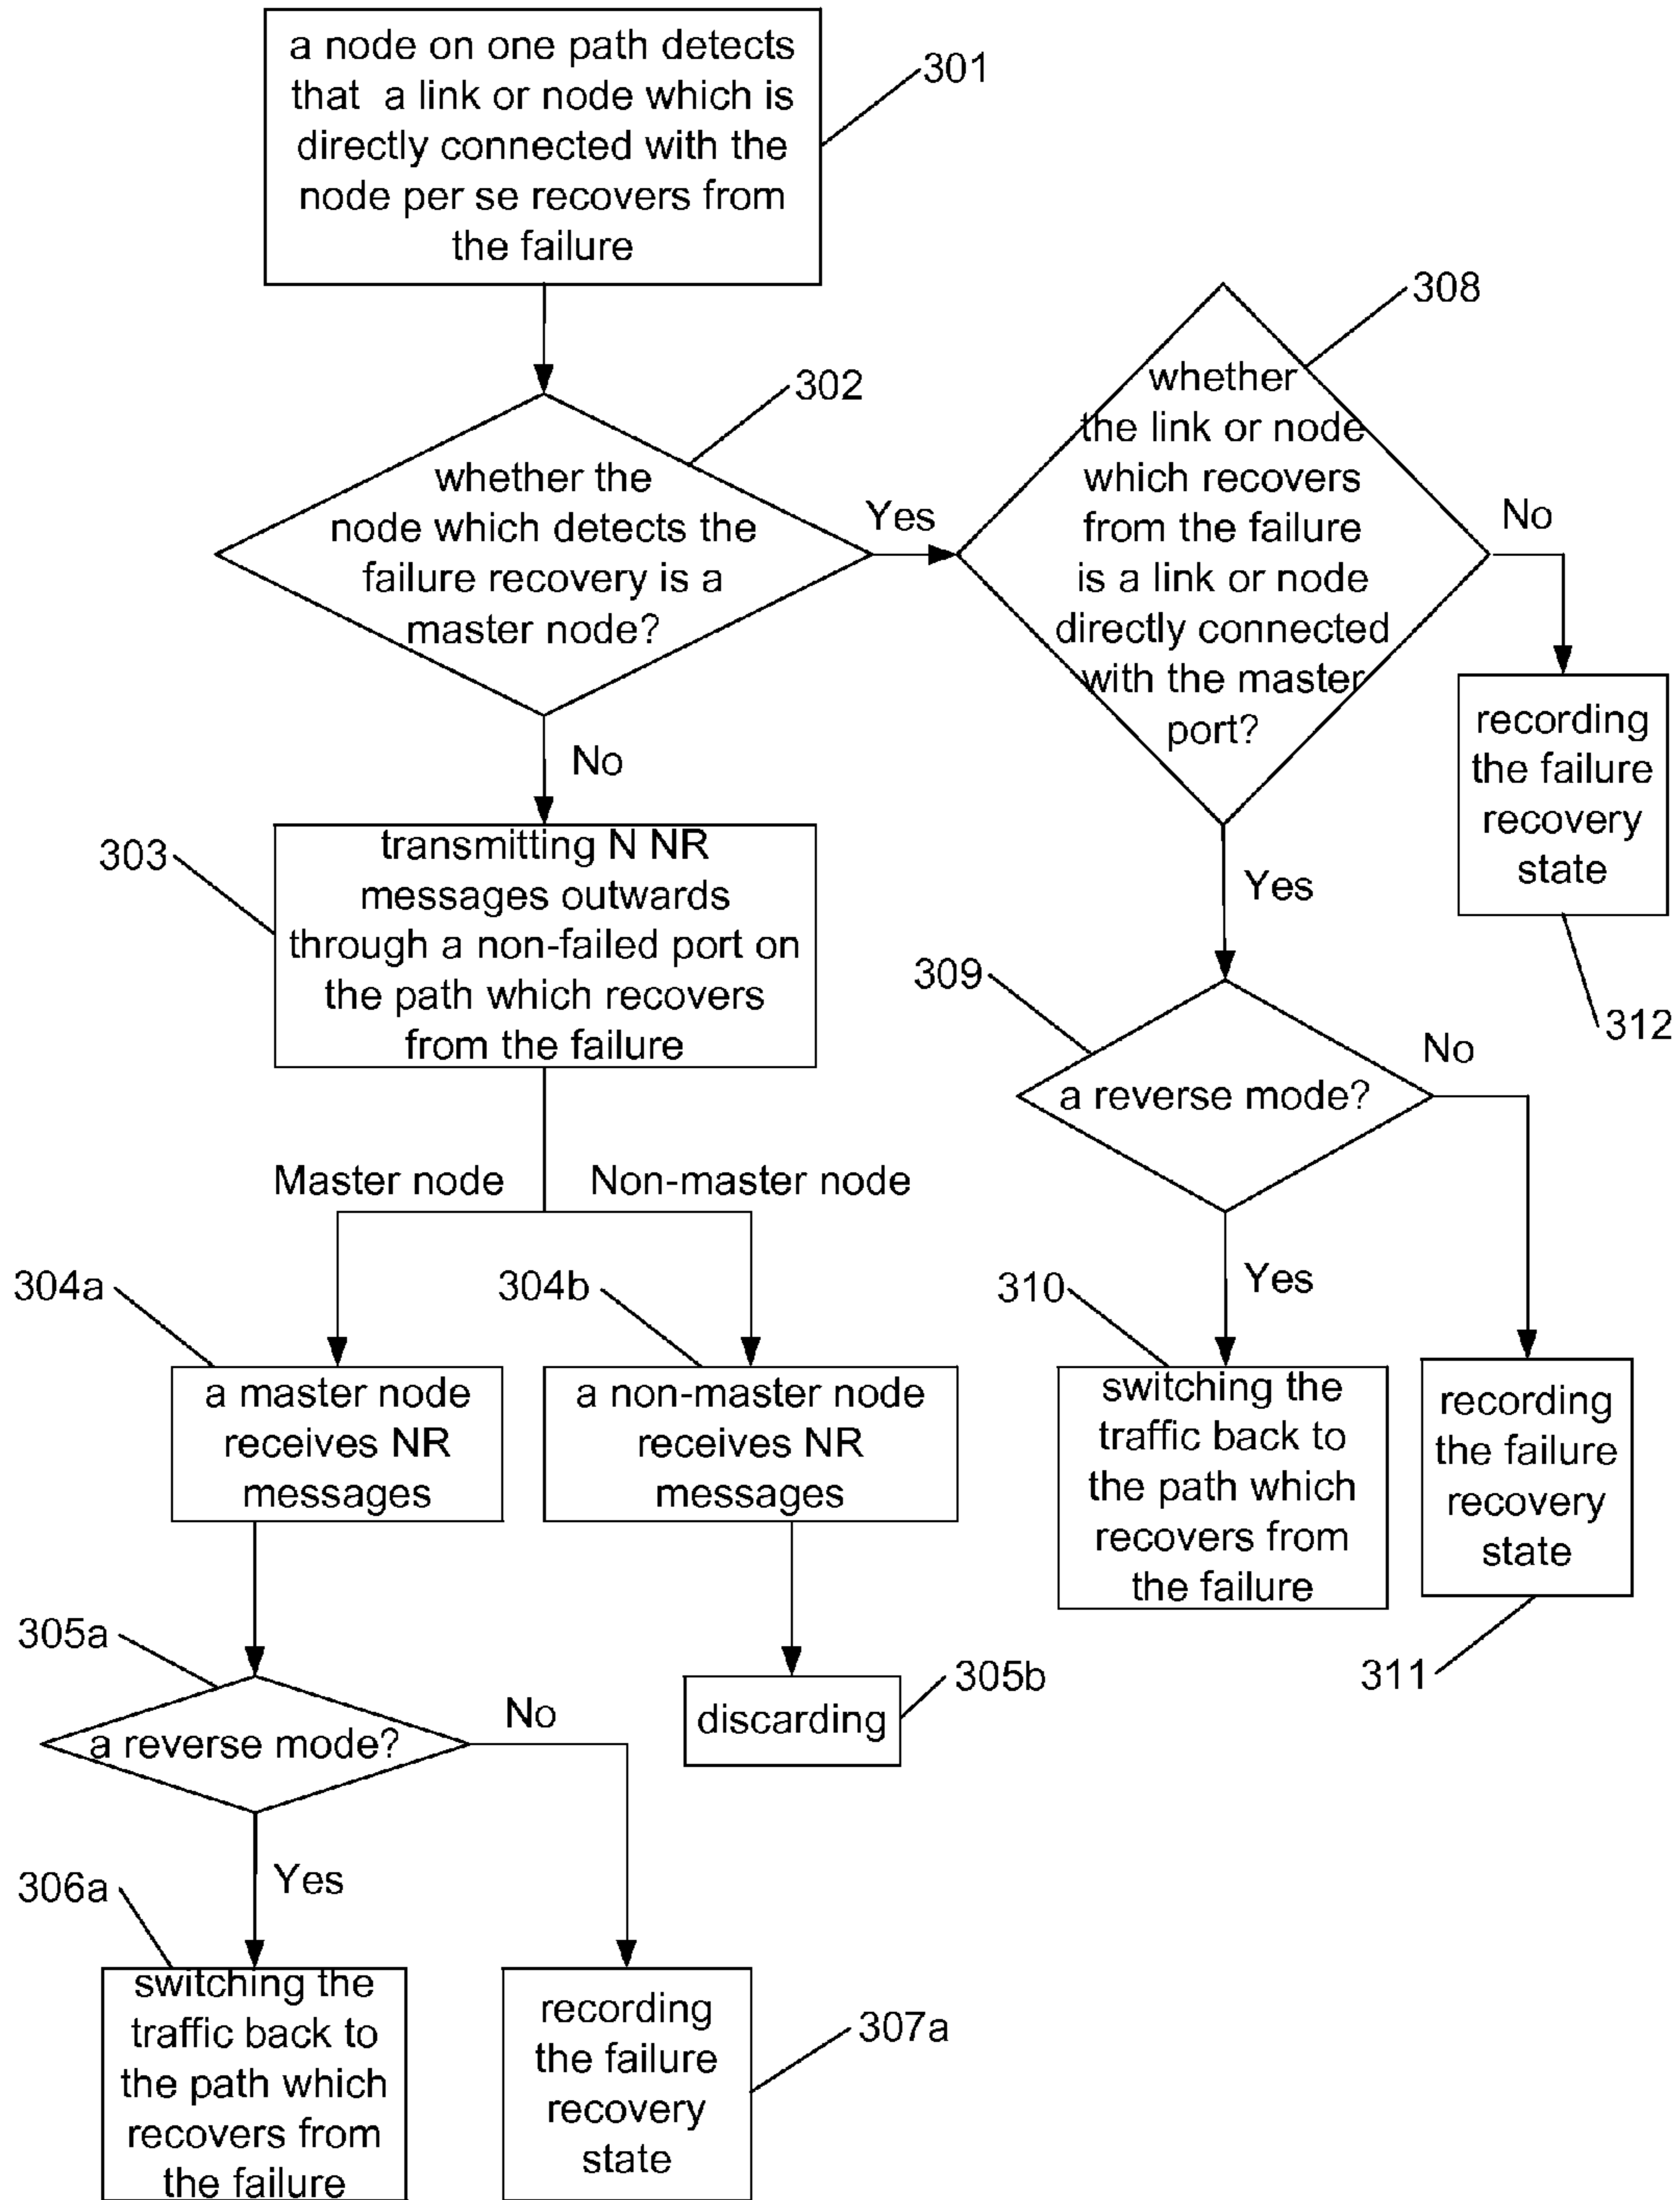 a node on one path detects
that a link or node which is
directly connected with the
node per se recovers from
the failure
301
302
whether the
node which detects the
failure recovery is a
master node?
Yes
No
308
whether
the link or node
which recovers
from the failure
is a link or node
directly connected
with the master
port?
No
Yes
recording
the failure
recovery
state
312
303
transmitting N NR
messages outwards
through a non-failed port on
the path which recovers
from the failure
309
a reverse mode?
No
Yes
Master node
Non-master node
304a
a master node
receives NR
messages
304b
a non-master node
receives NR
messages
310
switching the
traffic back to
the path which
recovers from
the failure
recording
the failure
recovery
state
311
305a
a reverse mode?
No
Yes
discarding
305b
306a
switching the
traffic back to
the path which
recovers from
the failure
recording
the failure
recovery
state
307a